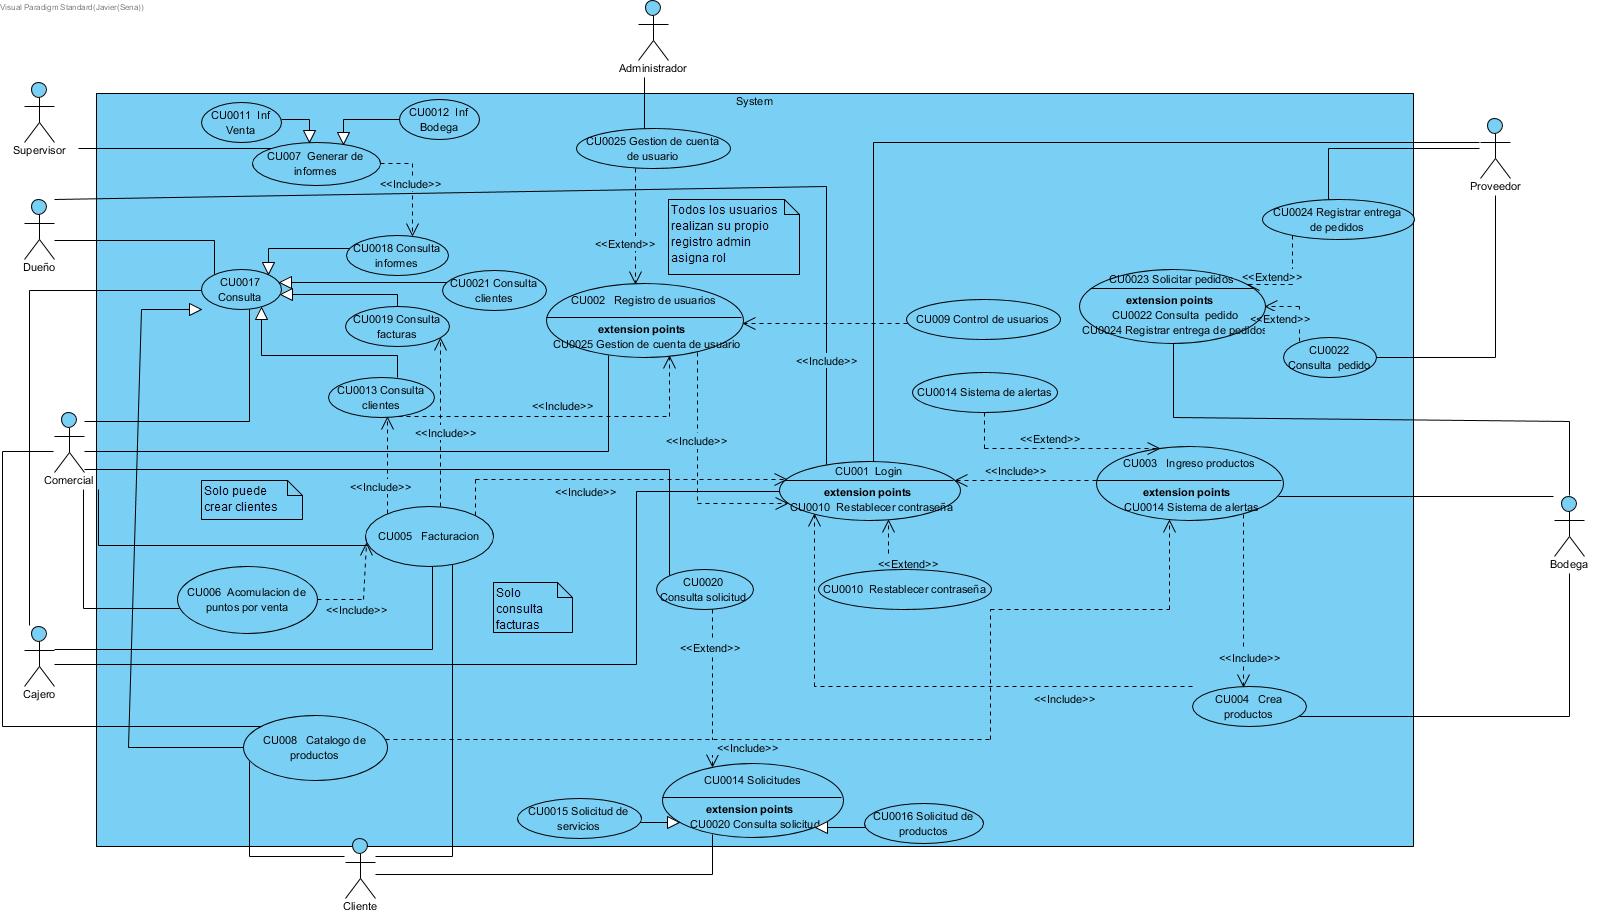 Visual Paradigm Standard(Javier(Sena))
Administrador
System
Supervisor
CU0011 Inf
Venta
CU0012 Inf
Bodega
CU007 Generar de
informes
<<Include>>
CU0025 Gestion de cuenta
de usuario
Proveedor
Dueño
Todos los usuarios
realizan su propio
registro admin
asigna rol
<<Extend>>
CU0024 Registrar entrega
de pedidos
CU0018 Consulta
informes
CU0017
Consulta
CU0021 Consulta
clientes
CU0019 Consulta
facturas
CU002 Registro de usuarios
extension points
CU0025 Gestion de cuenta de usuario
CU009 Control de usuarios
<<Extend>>
CU0023 Solicitar pedidos
extension points
CU0022 Consulta pedido
CU0024 Registrar entrega de pedidos
<<Extend>>
CU0022
Consulta pedido
<<Include>>
CU0013 Consulta
clientes
<<Include>>
<<Include>>
<<Include>>
CU0014 Sistema de alertas
<<Extend>>
Comercial
CU001 Login
extension points
CU0010 Restablecer contraseña
<<Include>>
CU003 Ingreso productos
extension points
CU0014 Sistema de alertas
Solo puede
crear clientes
<<Include>>
<<Include>>
CU005 Facturacion
Bodega
<<Extend>>
CU0010 Restablecer contraseña
CU006 Acomulacion de
puntos por venta
<<Include>>
Solo
consulta
facturas
CU0020
Consulta solicitud
<<Extend>>
<<Include>>
Cajero
<<Include>>
CU004 Crea
productos
CU008 Catalogo de
productos
<<Include>>
CU0014 Solicitudes
extension points
CU0020 Consulta solicitud
CU0015 Solicitud de
servicios
CU0016 Solicitud de
productos
Cliente